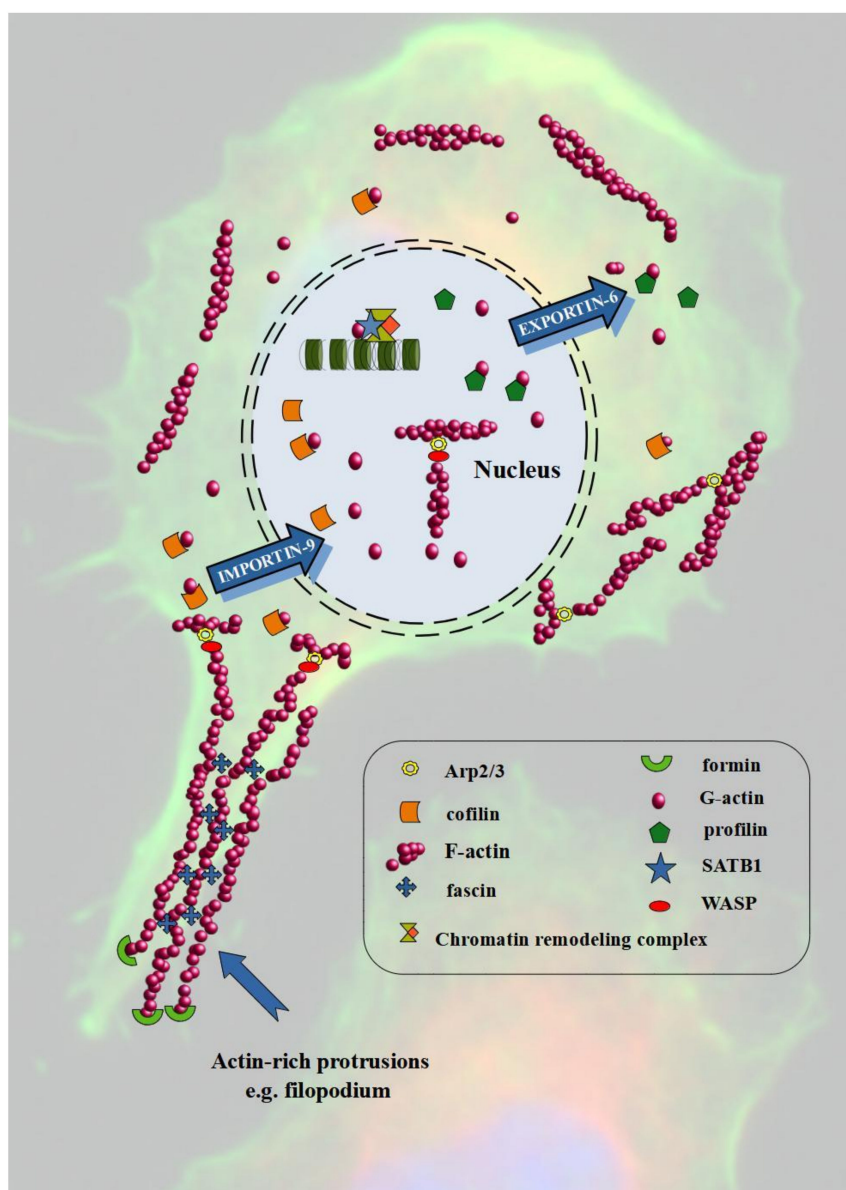 EXPORTIN-6
Nucleus
IMPORTIN-9
Arp2/3
cofilin
F-actin
fascin
Chromatin remodeling complex
formin
G-actin
profilin
SATB1
WASP
Actin-rich protrusions
e.g. filopodium